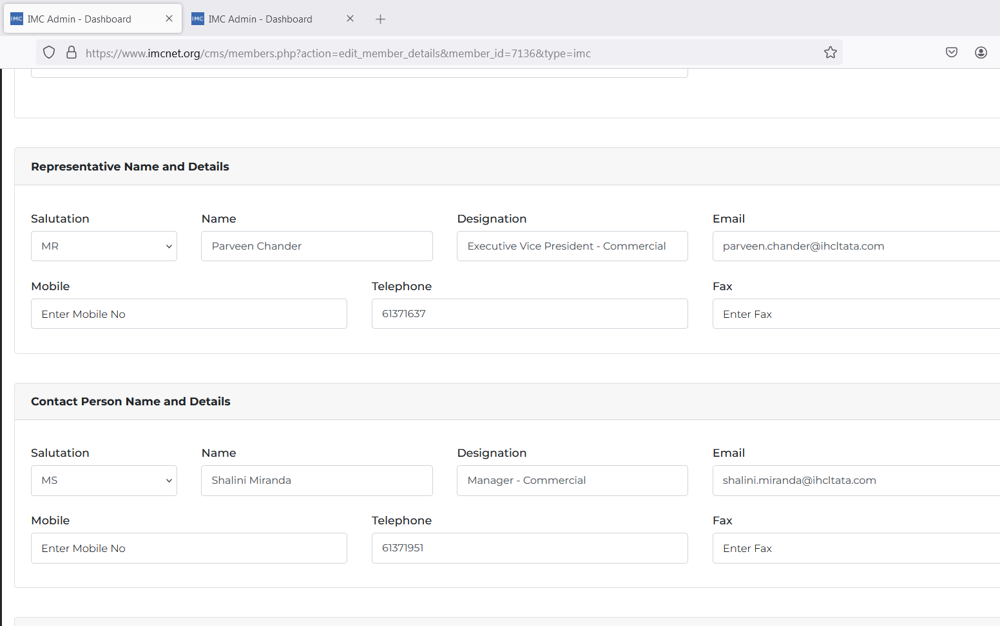 IMC IMC Admin - Dashboard IMC IMC Admin - Dashboard
https://www.imcnet.org/cms/members.php?action=edit_member_details&member_id=7136&type=imc
Representative Name and Details
Salutation Name Designation Email
MR Parveen Chander Executive Vice President - Commercial parveen.chander@ihcltata.com
Mobile Telephone Fax
Enter Mobile No 61371637 Enter Fax
Contact Person Name and Details
Salutation Name Designation Email
MS Shalini Miranda Manager - Commercial shalini.miranda@ihcltata.com
Mobile Telephone Fax
Enter Mobile No 61371951 Enter Fax